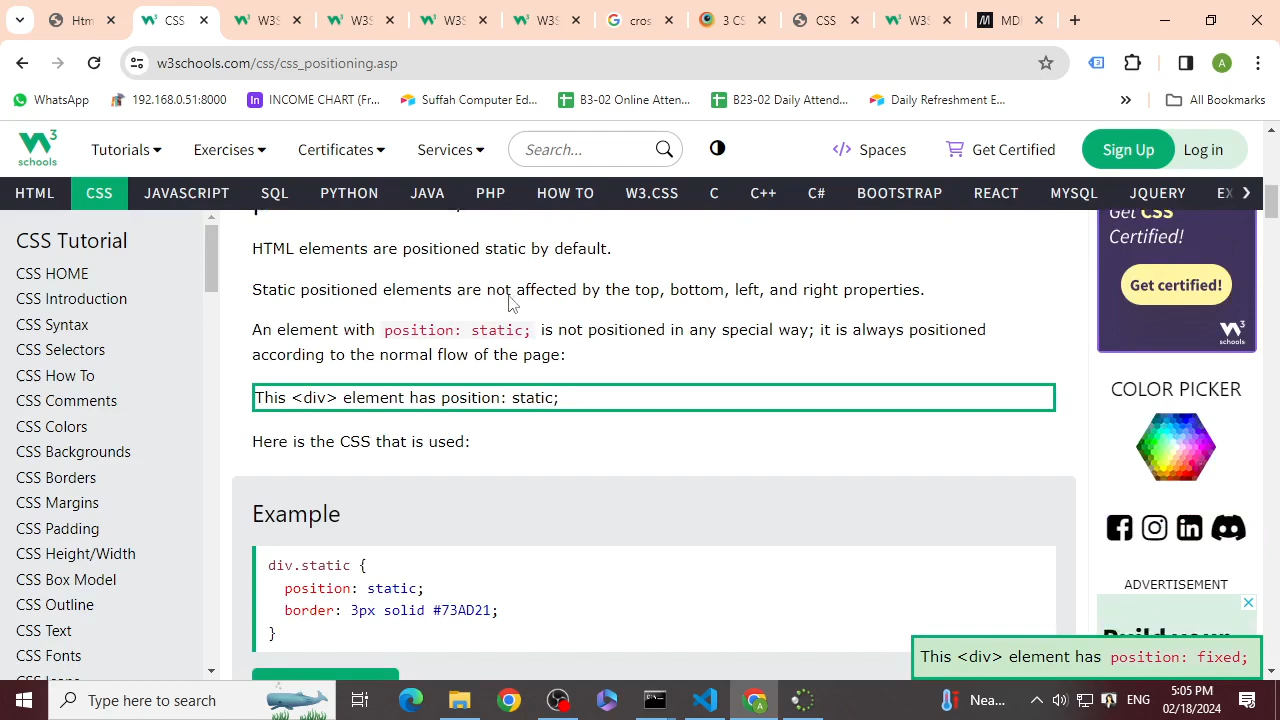 Htm
CSS
W3S
W3S
W3S
W3S
W3S
cros
3 CS
CSS
W3S
MD
w3schools.com/css/css_positioning.asp
A
WhatsApp
192.168.0.51:8000
INCOME CHART (Fr...
Suffah Computer Ed...
B3-02 Online Atten...
B23-02 Daily Attend...
Daily Refreshment E...
All Bookmarks
W3 schools
Tutorials
Exercises
Certificates
Services
Search...
Spaces
Get Certified
Sign Up
Log in
HTML
CSS
JAVASCRIPT
SQL
PYTHON
JAVA
PHP
HOW TO
W3.CSS
C
C++
C#
BOOTSTRAP
REACT
MYSQL
JQUERY
EX
CSS Tutorial
CSS HOME
CSS Introduction
CSS Syntax
CSS Selectors
CSS How To
CSS Comments
CSS Colors
CSS Backgrounds
CSS Borders
CSS Margins
CSS Padding
CSS Height/Width
CSS Box Model
CSS Outline
CSS Text
CSS Fonts
HTML elements are positioned static by default.
Static positioned elements are not affected by the top, bottom, left, and right properties.
An element with position: static; is not positioned in any special way; it is always positioned
according to the normal flow of the page:
This <div> element has position: static;
Here is the CSS that is used:
Example
div.static {
position: static;
border: 3px solid #73AD21;
}
Get CSS
Certified!
Get certified!
W3 schools
COLOR PICKER
ADVERTISEMENT
Build your
This <div> element has position: fixed;
Type here to search
Nea...
ENG
5:05 PM
02/18/2024